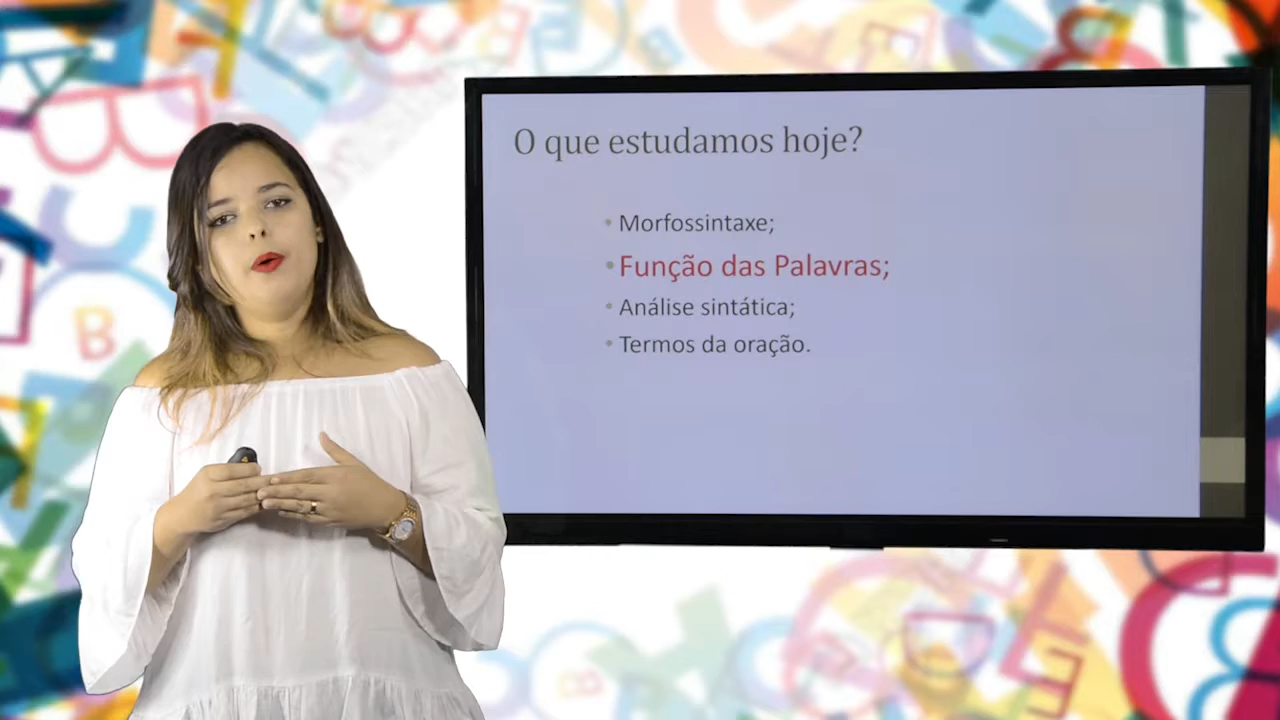 O que estudamos hoje?
• Morfossintaxe;
• Função das Palavras;
• Análise sintática;
• Termos da oração.